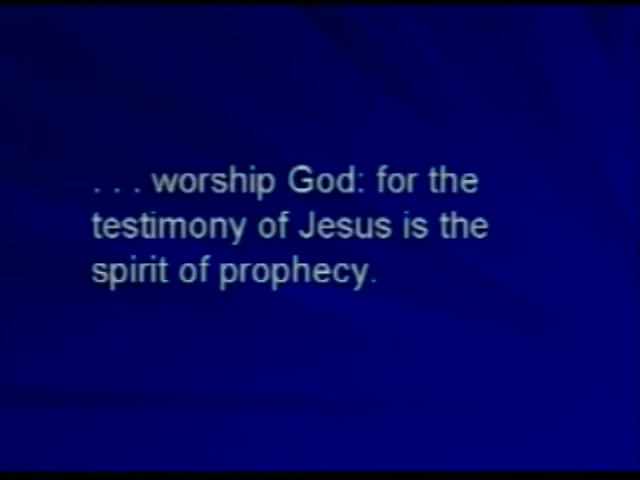 . . . worship God: for the
testimony of Jesus is the
spirit of prophecy.